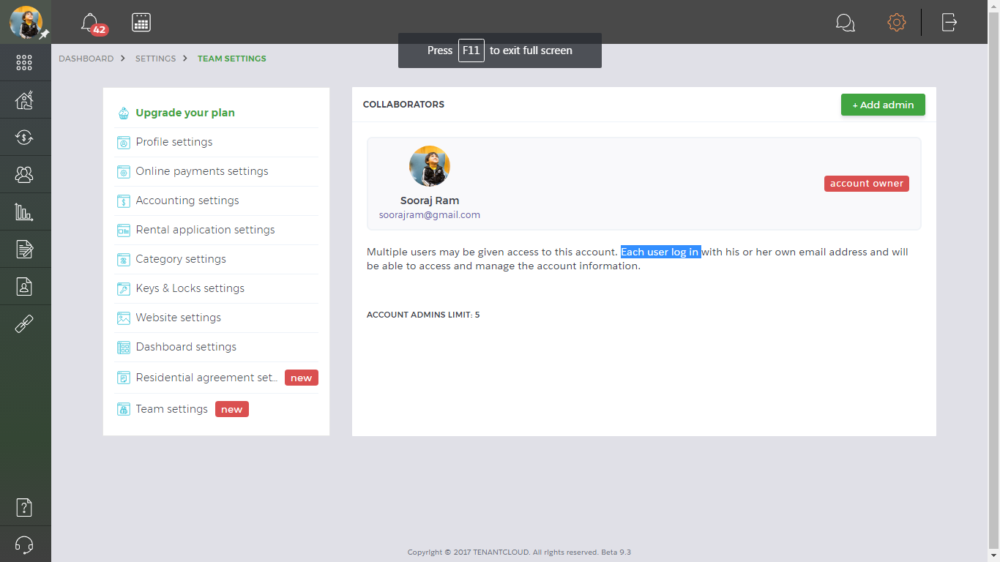 42
Press F11 to exit full screen
DASHBOARD > SETTINGS > TEAM SETTINGS
Upgrade your plan
Profile settings
Online payments settings
Accounting settings
Rental application settings
Category settings
Keys & Locks settings
Website settings
Dashboard settings
Residential agreement set... new
Team settings new
COLLABORATORS
+ Add admin
Sooraj Ram
soorajram@gmail.com
account owner
Multiple users may be given access to this account. Each user log in with his or her own email address and will
be able to access and manage the account information.
ACCOUNT ADMINS LIMIT: 5
Copyright © 2017 TENANTCLOUD. All rights reserved. Beta 9.3